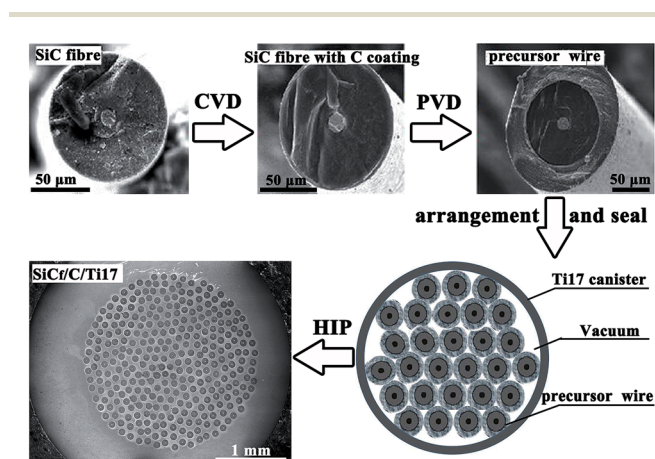 SiC fibre
SiC fibre with C coating
precursor wire
CVD
PVD
50 µm
50 µm
50 µm
arrangement and seal
SiCf/C/Ti17
HIP
Ti17 canister
Vacuum
precursor wire
1 mm